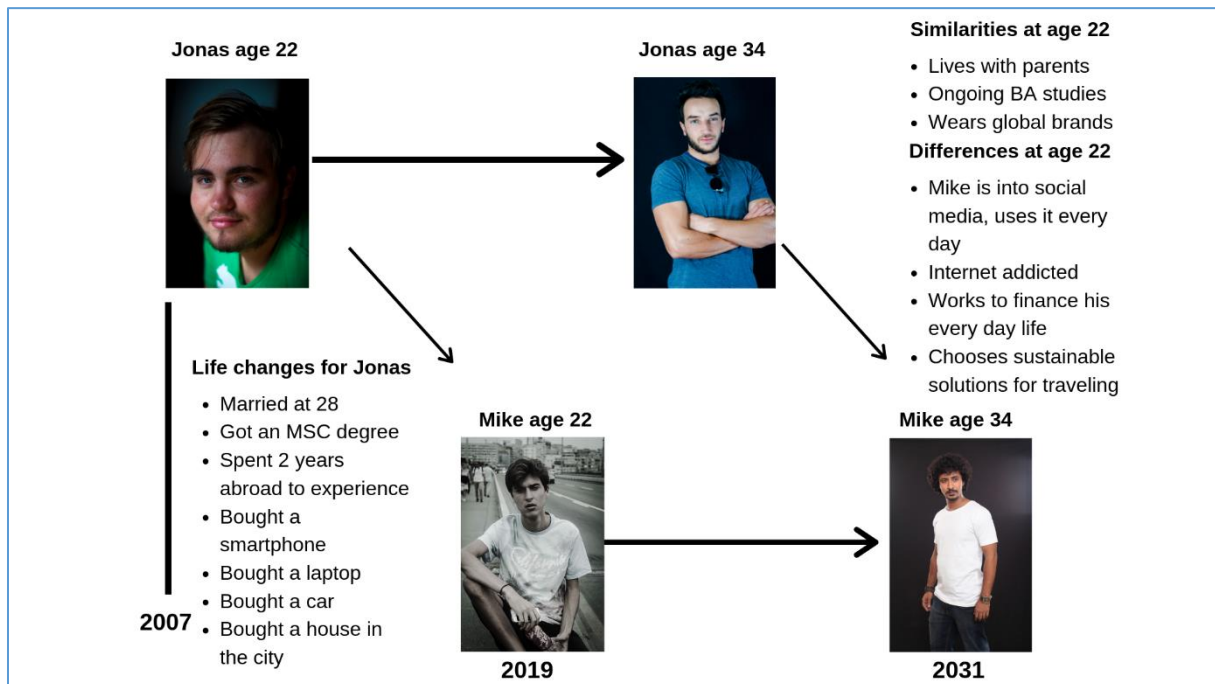 Jonas age 22
Jonas age 34
Similarities at age 22
• Lives with parents
• Ongoing BA studies
• Wears global brands
Differences at age 22
• Mike is into social
media, uses it every
day
• Internet addicted
• Works to finance his
every day life
• Chooses sustainable
solutions for traveling
Life changes for Jonas
• Married at 28
• Got an MSC degree
• Spent 2 years
abroad to experience
• Bought a
smartphone
• Bought a laptop
• Bought a car
• Bought a house in
the city
2007
Mike age 22
2019
Mike age 34
2031